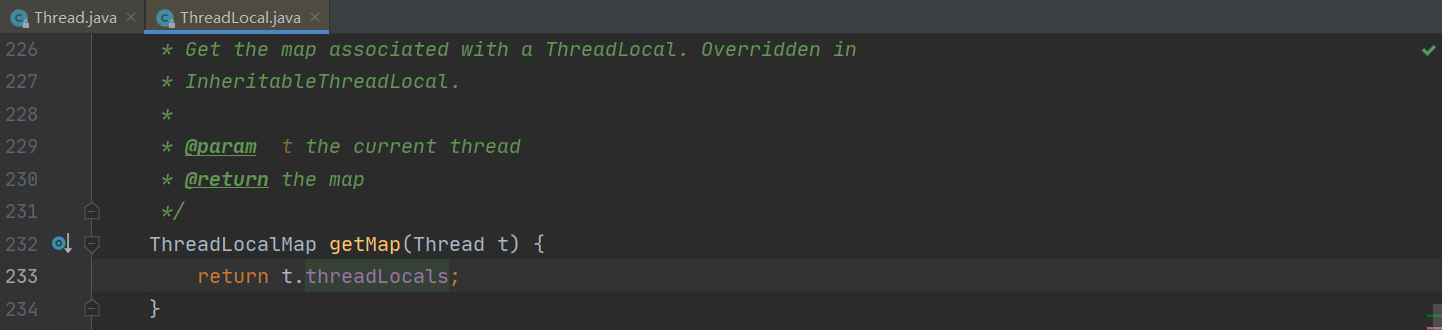 Thread.java ThreadLocal.java
226 * Get the map associated with a ThreadLocal. Overridden in
227 * InheritableThreadLocal.
228 *
229 * @param  t the current thread
230 * @return the map
231 */
232 ThreadLocalMap getMap(Thread t) {
233 return t.threadLocals;
234 }